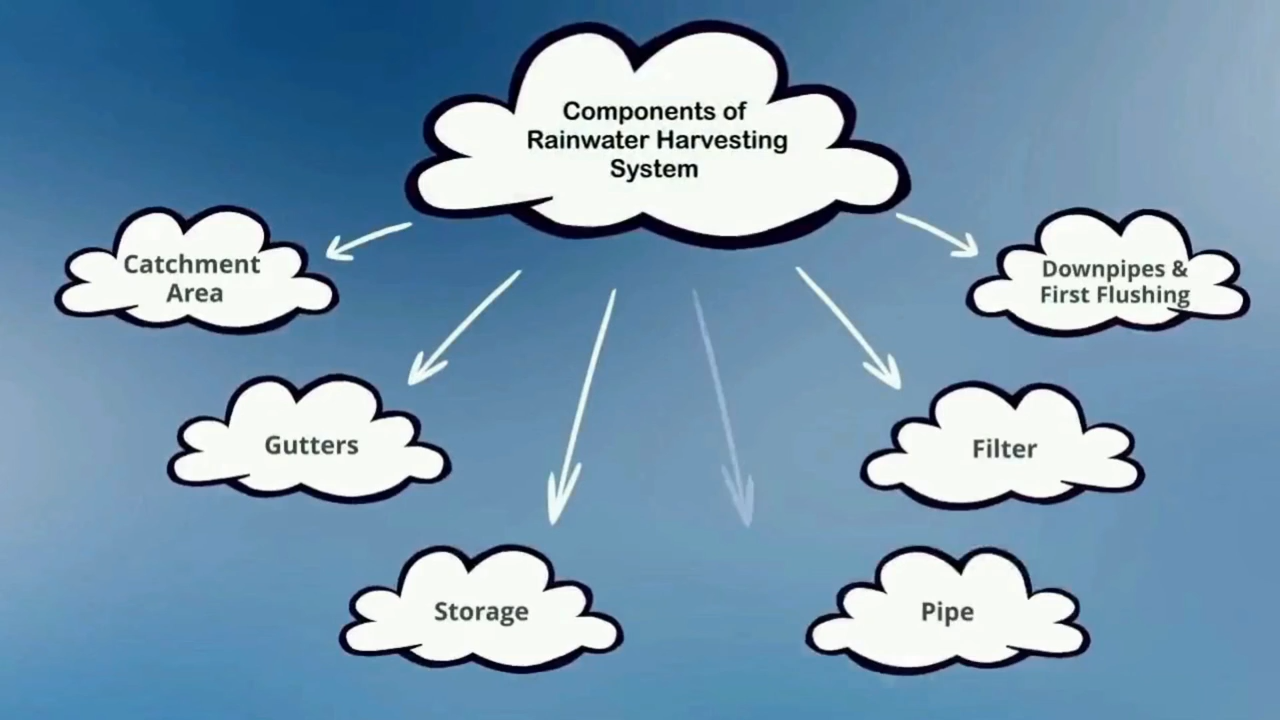 Components of
Rainwater Harvesting
System
Catchment
Area
Downpipes &
First Flushing
Gutters
Filter
Storage
Pipe